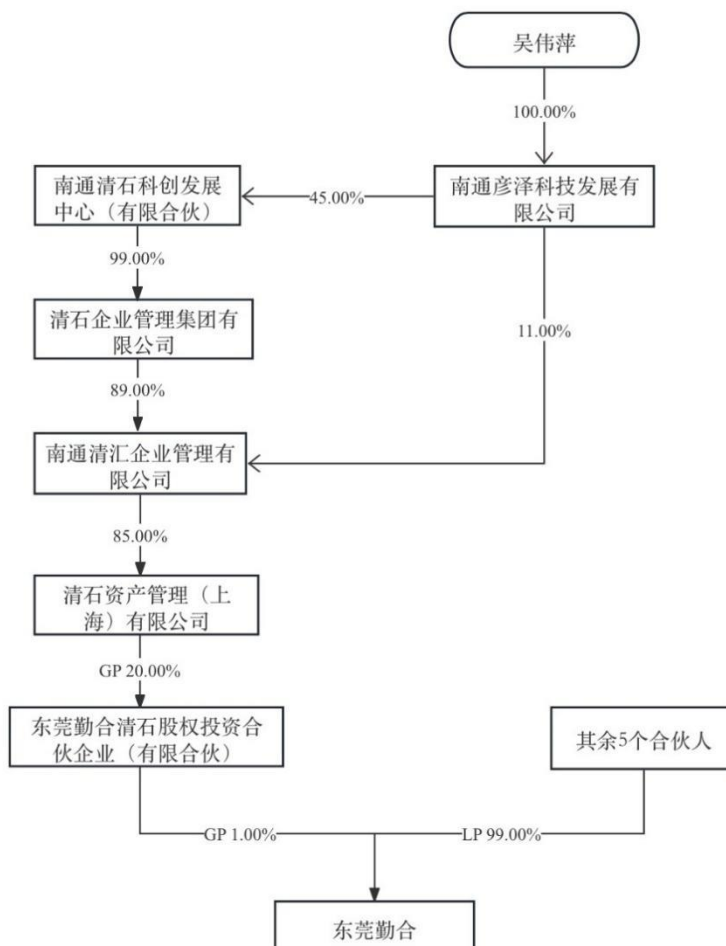 吴伟萍
100.00%
南通清石科创发展
中心（有限合伙）
45.00%
南通彦泽科技发展有
限公司
99.00%
清石企业管理集团有
限公司
11.00%
89.00%
南通清汇企业管理有
限公司
85.00%
清石资产管理（上
海）有限公司
GP 20.00%
东莞勤合清石股权投资合
伙企业（有限合伙）
其余5个合伙人
GP 1.00%
LP 99.00%
东莞勤合